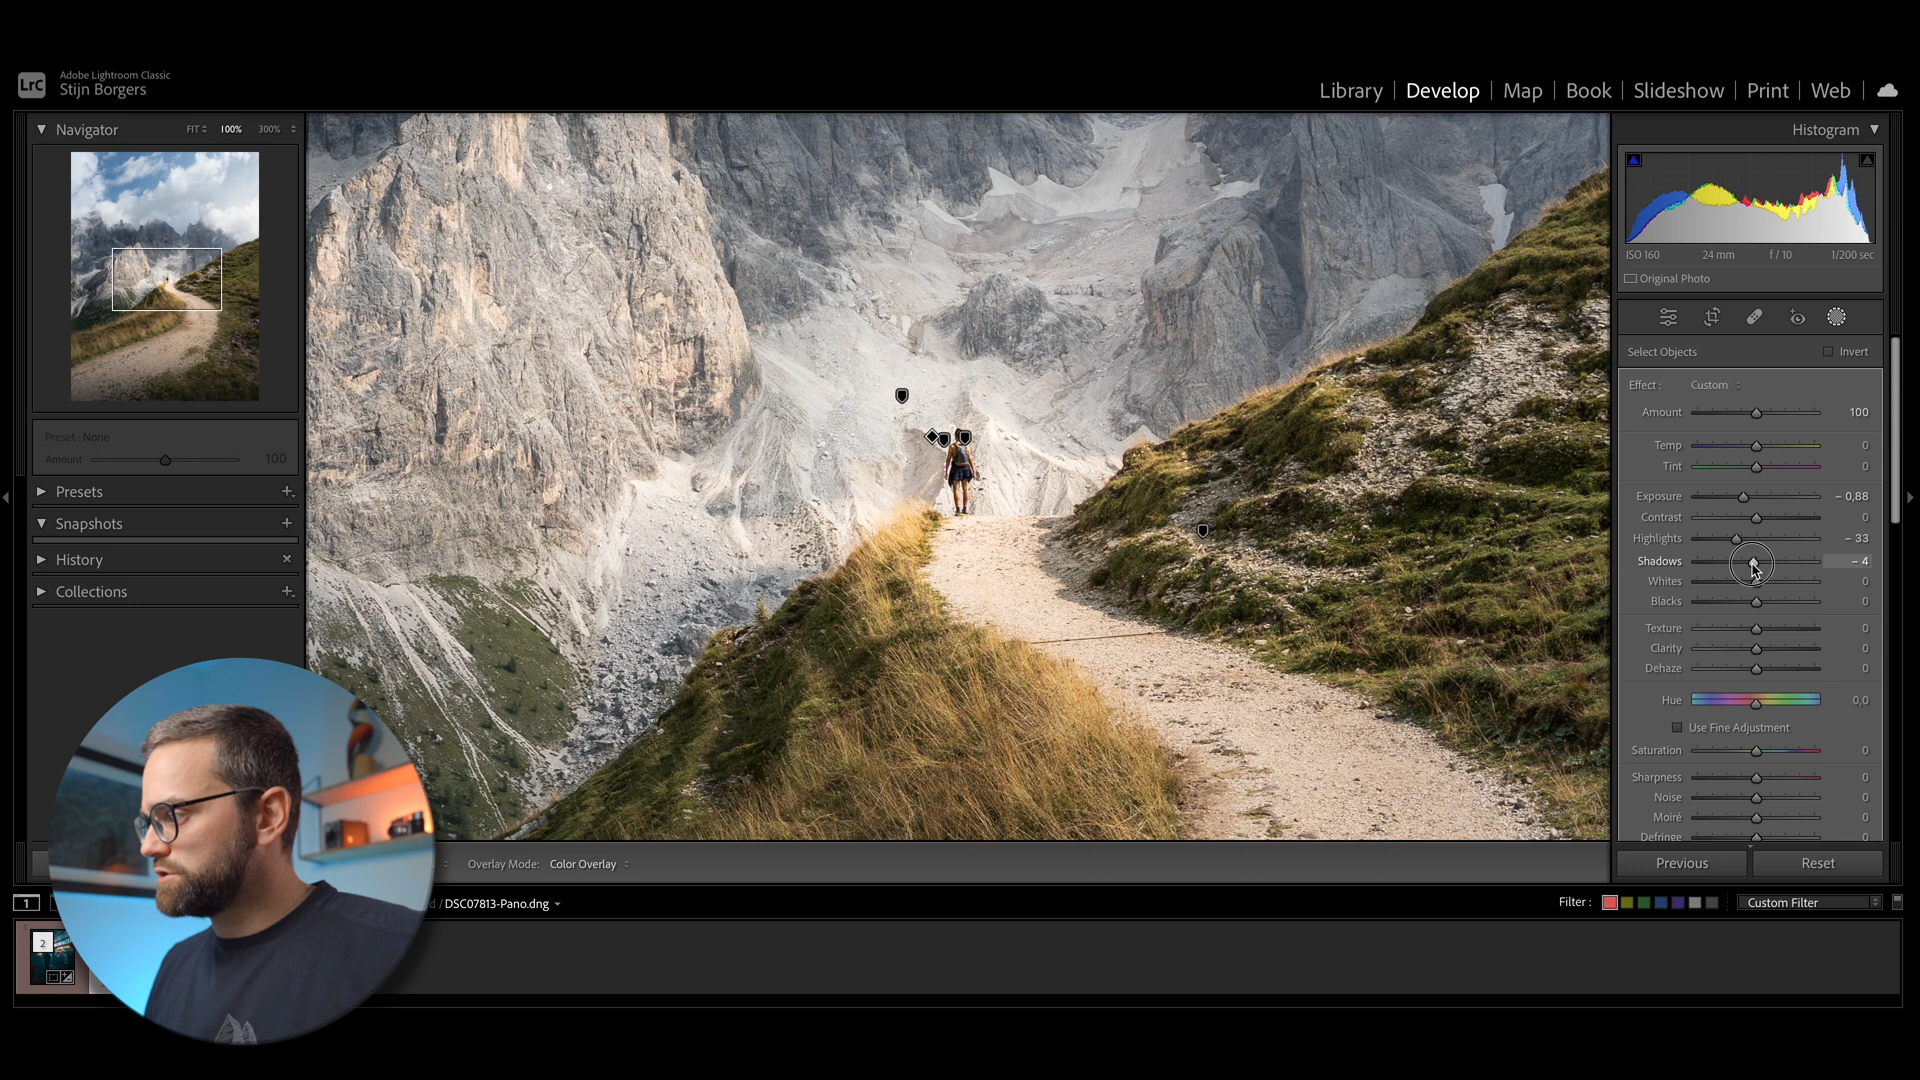 LrC
Adobe Lightroom Classic
Stijn Borgers
Library | Develop | Map | Book | Slideshow | Print | Web |
Navigator
FIT 100% 300%
Preset : None
Amount 100
Presets
Snapshots
History
Collections
Histogram
ISO 160 24 mm f / 10 1/200 sec
Original Photo
Select Objects Invert
Effect : Custom
Amount 100
Temp 0
Tint 0
Exposure – 0,88
Contrast 0
Highlights – 33
Shadows – 4
Whites 0
Blacks 0
Texture 0
Clarity 0
Dehaze 0
Hue 0,0
Use Fine Adjustment
Saturation 0
Sharpness 0
Noise 0
Moiré 0
Defringe 0
Overlay Mode: Color Overlay
Previous Reset
1
/ DSC07813-Pano.dng
Filter : Custom Filter
2